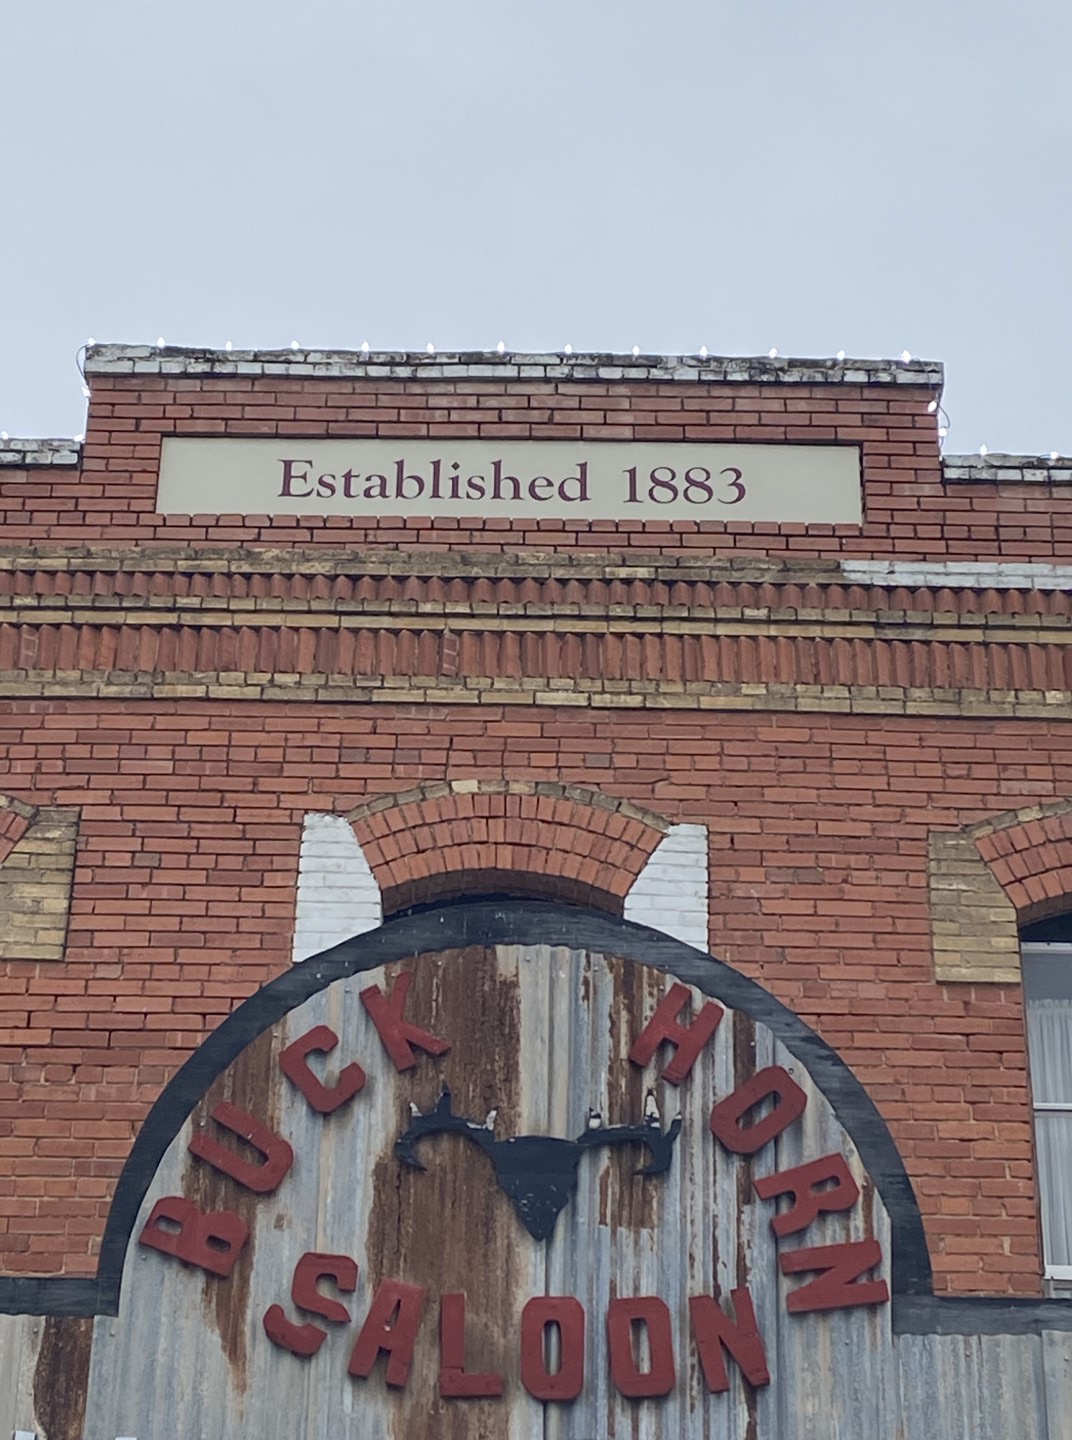 Established 1883
BUCK HORN
SALOON